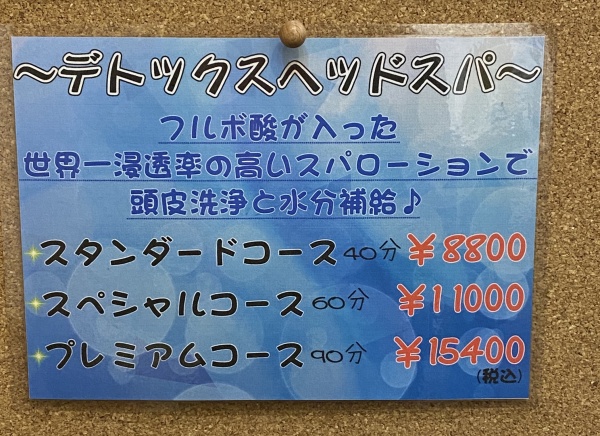 ～デトックスヘッドスパ～
フルボ酸が入った
世界一浸透率の高いスパローションで
頭皮洗浄と水分補給♪
スタンダードコース 40分 ¥8800
スペシャルコース 60分 ¥11000
プレミアムコース 90分 ¥15400
(税込)